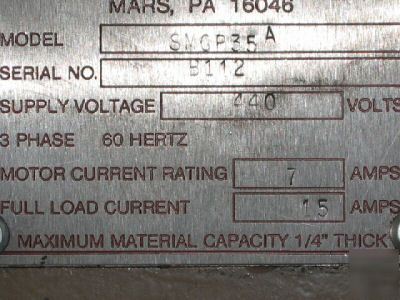 MARS, PA 16046
MODEL SMGP35A
SERIAL NO. B112
SUPPLY VOLTAGE 440 VOLTS
3 PHASE 60 HERTZ
MOTOR CURRENT RATING 7 AMPS
FULL LOAD CURRENT 15 AMPS
MAXIMUM MATERIAL CAPACITY 1/4" THICK